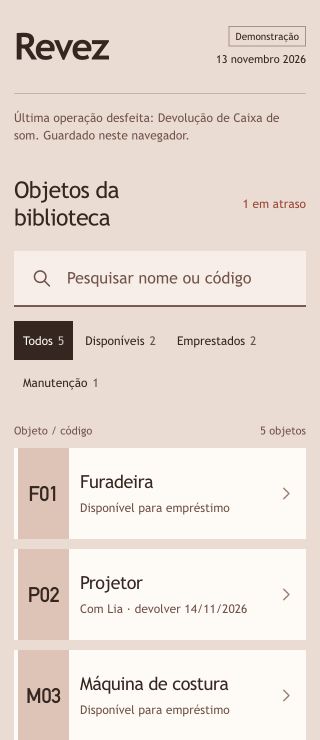 Revez
Demonstração
13 novembro 2026
Última operação desfeita: Devolução de Caixa de
som. Guardado neste navegador.
Objetos da
biblioteca
1 em atraso
Pesquisar nome ou código
Todos 5
Disponíveis 2
Emprestados 2
Manutenção 1
Objeto / código
5 objetos
F01
Furadeira
Disponível para empréstimo
P02
Projetor
Com Lia · devolver 14/11/2026
M03
Máquina de costura
Disponível para empréstimo